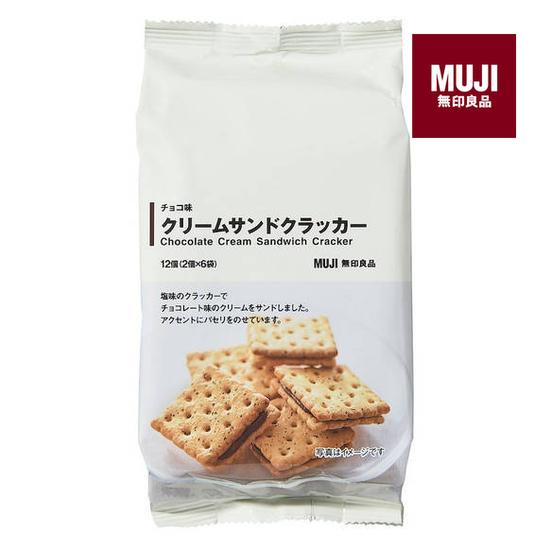 MUJI
無印良品
チョコ味
クリームサンドクラッカー
Chocolate Cream Sandwich Cracker
12個(2個×6袋)
MUJI 無印良品
塩味のクラッカーで
チョコレート味のクリームをサンドしました。
アクセントにパセリをのせています。
写真はイメージです